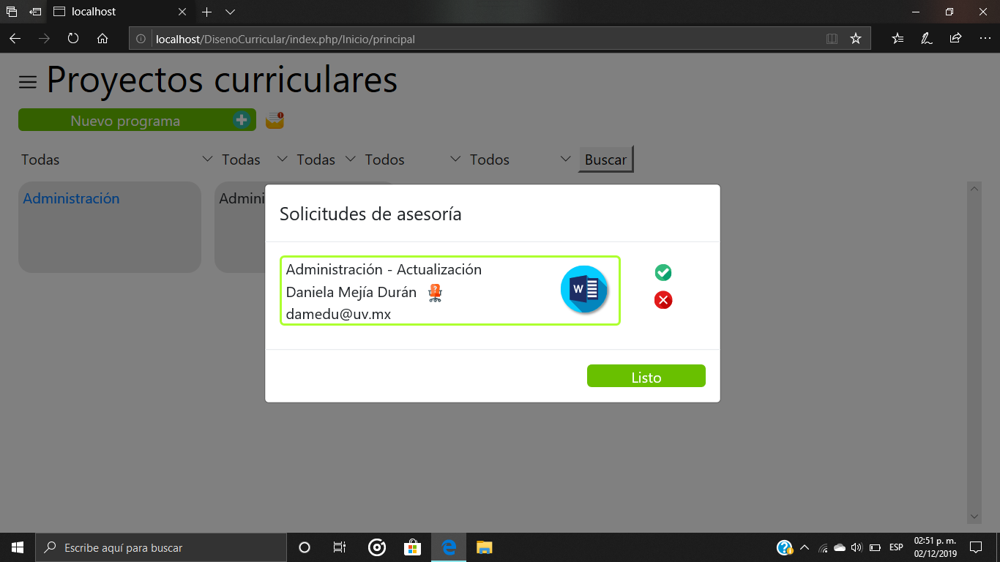 localhost
localhost/DisenoCurricular/index.php/Inicio/principal
Proyectos curriculares
Nuevo programa
Todas Todas Todas Todos Todos Buscar
Administración Admini
Solicitudes de asesoría
Administración - Actualización
Daniela Mejía Durán
damedu@uv.mx
W
Listo
Escribe aquí para buscar
ESP
02:51 p. m.
02/12/2019